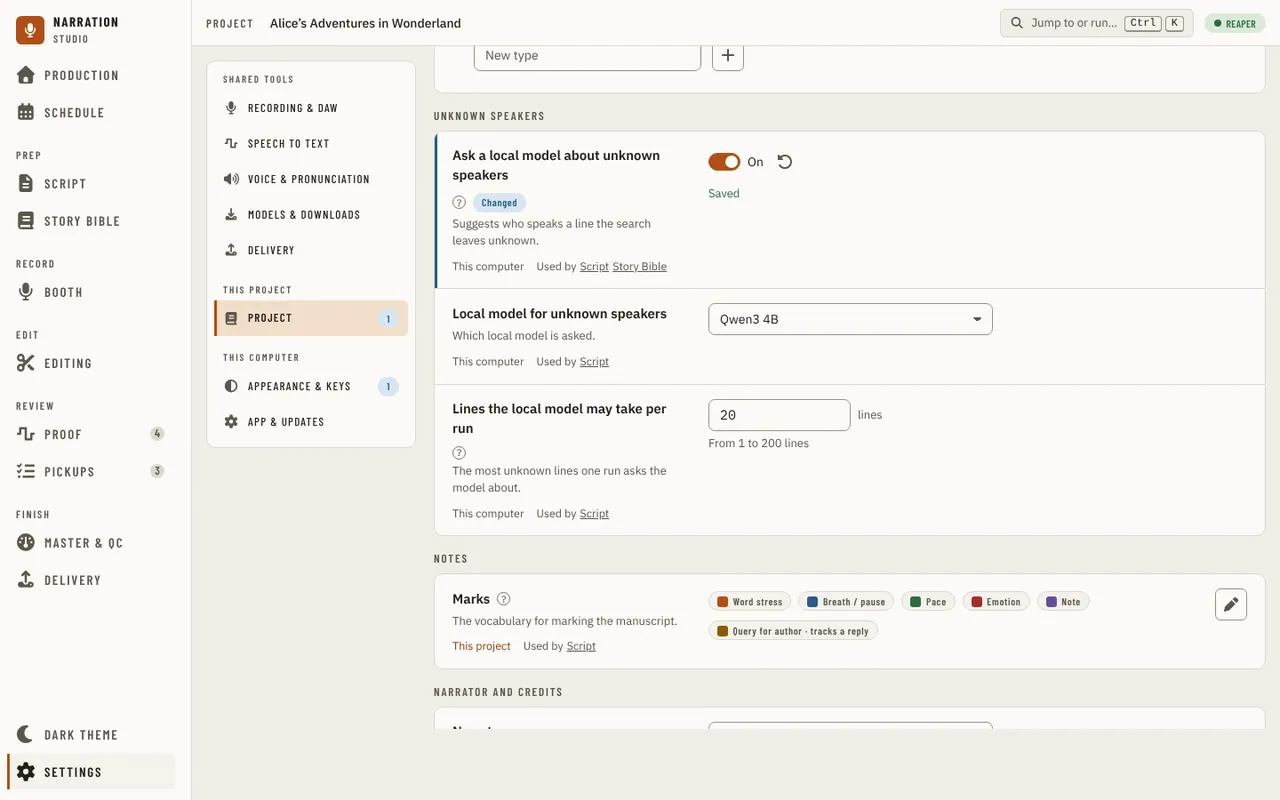 NARRATION
STUDIO
PRODUCTION
SCHEDULE
PREP
SCRIPT
STORY BIBLE
RECORD
BOOTH
EDIT
EDITING
REVIEW
PROOF 4
PICKUPS 3
FINISH
MASTER & QC
DELIVERY
DARK THEME
SETTINGS
PROJECT Alice's Adventures in Wonderland
Jump to or run... Ctrl K
REAPER
SHARED TOOLS
RECORDING & DAW
SPEECH TO TEXT
VOICE & PRONUNCIATION
MODELS & DOWNLOADS
DELIVERY
THIS PROJECT
PROJECT 1
THIS COMPUTER
APPEARANCE & KEYS 1
APP & UPDATES
New type
UNKNOWN SPEAKERS
Ask a local model about unknown
speakers
? Changed
Suggests who speaks a line the search
leaves unknown.
This computer Used by Script Story Bible
On
Saved
Local model for unknown speakers
Which local model is asked.
This computer Used by Script
Qwen3 4B
Lines the local model may take per
run
?
The most unknown lines one run asks the
model about.
This computer Used by Script
20 lines
From 1 to 200 lines
NOTES
Marks ?
The vocabulary for marking the manuscript.
This project Used by Script
Word stress Breath / pause Pace Emotion Note
Query for author · tracks a reply
NARRATOR AND CREDITS